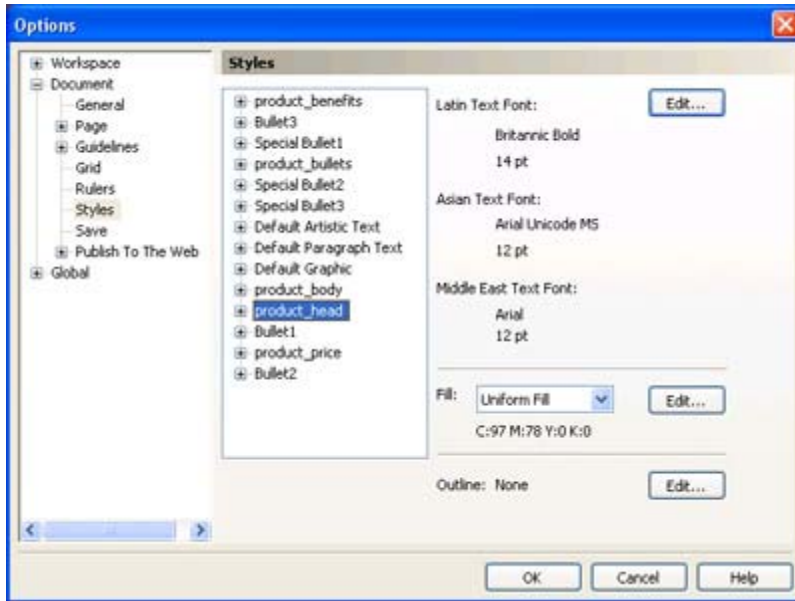 Options
Workspace
Document
General
Page
Guidelines
Grid
Rulers
Styles
Save
Publish To The Web
Global
Styles
product_benefits
Bullet3
Special Bullet1
product_bullets
Special Bullet2
Special Bullet3
Default Artistic Text
Default Paragraph Text
Default Graphic
product_body
product_head
Bullet1
product_price
Bullet2
Latin Text Font:
Edit...
Britannic Bold
14 pt
Asian Text Font:
Arial Unicode MS
12 pt
Middle East Text Font:
Arial
12 pt
Fill:
Uniform Fill
Edit...
C:97 M:78 Y:0 K:0
Outline: None
Edit...
OK
Cancel
Help